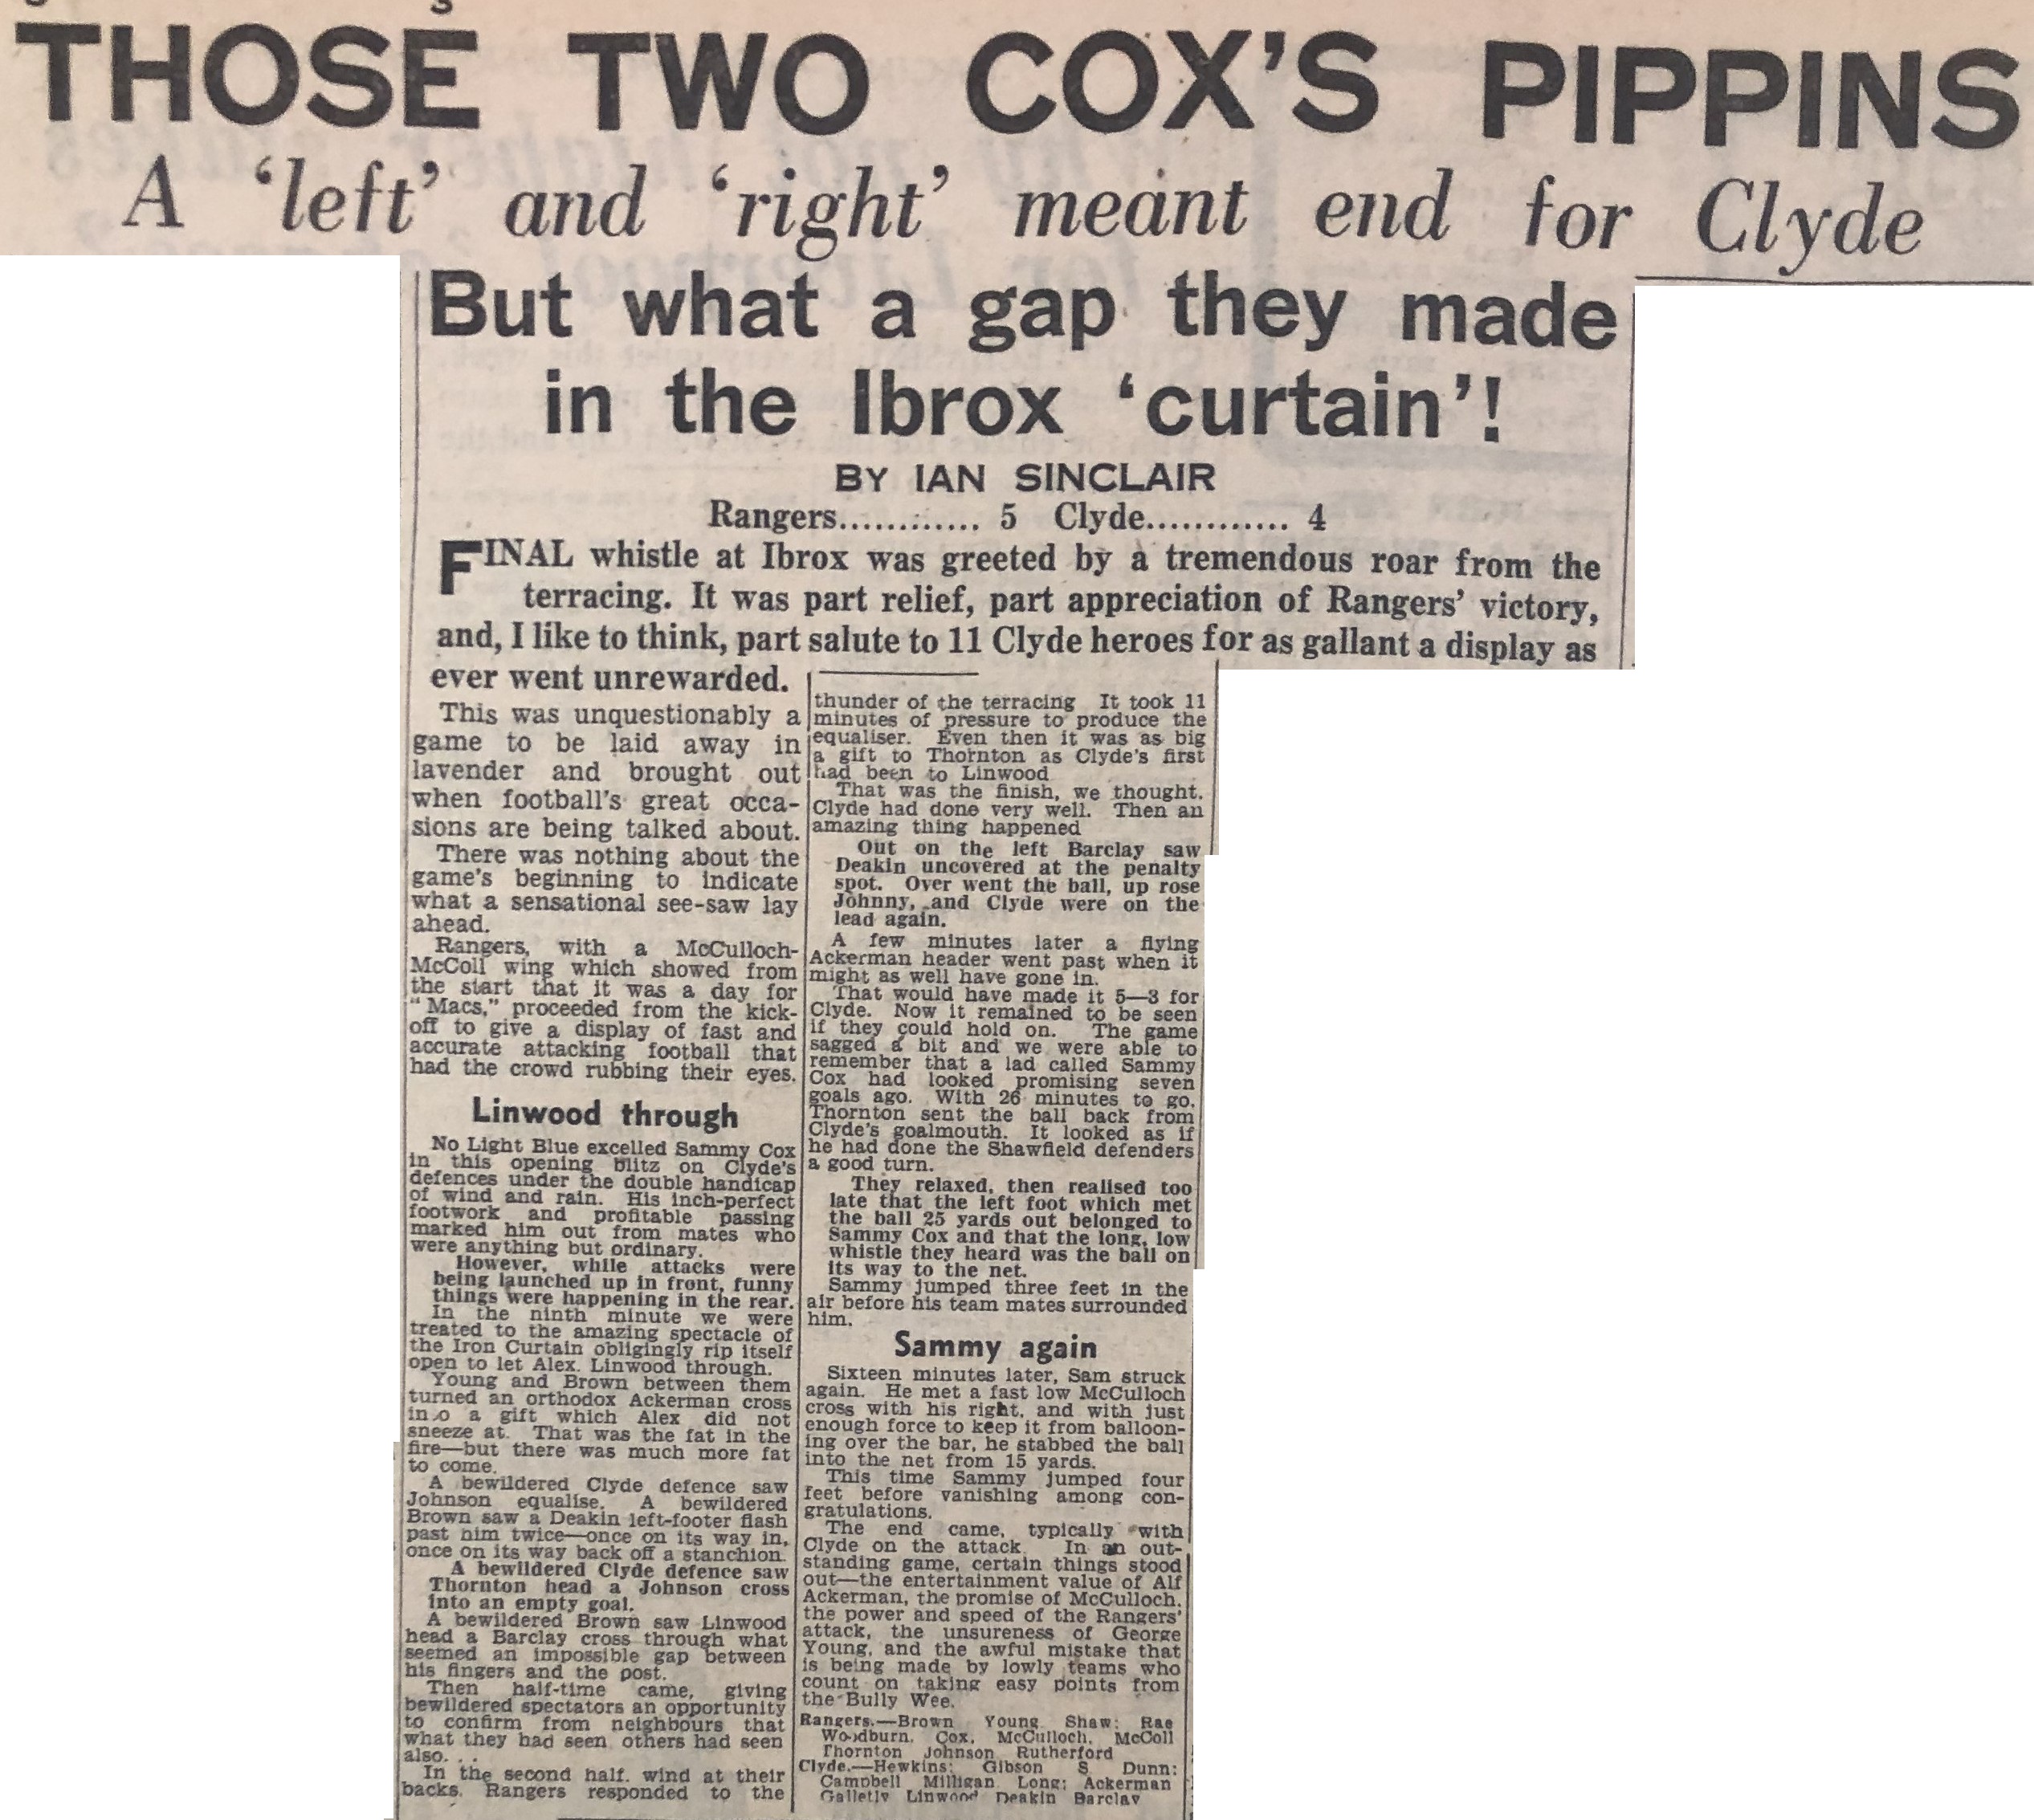 THOSE TWO COX'S PIPPINS
A 'left' and 'right' meant end for Clyde
But what a gap they made
in the Ibrox 'curtain'!
BY IAN SINCLAIR
Rangers............ 5 Clyde............ 4
FINAL whistle at Ibrox was greeted by a tremendous roar from the
terracing. It was part relief, part appreciation of Rangers' victory,
and, I like to think, part salute to 11 Clyde heroes for as gallant a display as
ever went unrewarded.
This was unquestionably a
game to be laid away in
lavender and brought out
when football's great occa-
sions are being talked about.
There was nothing about the
game's beginning to indicate
what a sensational see-saw lay
ahead.
Rangers, with a McCulloch-
McColl wing which showed from
the start that it was a day for
"Macs," proceeded from the kick-
off to give a display of fast and
accurate attacking football that
had the crowd rubbing their eyes.
Linwood through
No Light Blue excelled Sammy Cox
in this opening blitz on Clyde's
defences under the double handicap
of wind and rain. His inch-perfect
footwork and profitable passing
marked him out from mates who
were anything but ordinary.
However, while attacks were
being launched up in front, funny
things were happening in the rear.
In the ninth minute we were
treated to the amazing spectacle of
the Iron Curtain obligingly rip itself
open to let Alex. Linwood through.
Young and Brown between them
turned an orthodox Ackerman cross
into a gift which Alex did not
sneeze at. That was the fat in the
fire—but there was much more fat
to come.
A bewildered Clyde defence saw
Johnson equalise. A bewildered
Brown saw a Deakin left-footer flash
past him twice—once on its way in,
once on its way back off a stanchion.
A bewildered Clyde defence saw
Thornton head a Johnson cross
into an empty goal.
A bewildered Brown saw Linwood
head a Barclay cross through what
seemed an impossible gap between
his fingers and the post.
Then half-time came, giving
bewildered spectators an opportunity
to confirm from neighbours that
what they had seen others had seen
also. . .
In the second half. wind at their
backs. Rangers responded to the
thunder of the terracing It took 11
minutes of pressure to produce the
equaliser. Even then it was as big
a gift to Thornton as Clyde's first
had been to Linwood
That was the finish, we thought.
Clyde had done very well. Then an
amazing thing happened
Out on the left Barclay saw
Deakin uncovered at the penalty
spot. Over went the ball, up rose
Johnny, and Clyde were on the
lead again.
A few minutes later a flying
Ackerman header went past when it
might as well have gone in.
That would have made it 5—3 for
Clyde. Now it remained to be seen
if they could hold on. The game
sagged a bit and we were able to
remember that a lad called Sammy
Cox had looked promising seven
goals ago. With 26 minutes to go.
Thornton sent the ball back from
Clyde's goalmouth. It looked as if
he had done the Shawfield defenders
a good turn.
They relaxed, then realised too
late that the left foot which met
the ball 25 yards out belonged to
Sammy Cox and that the long, low
whistle they heard was the ball on
its way to the net.
Sammy jumped three feet in the
air before his team mates surrounded
him.
Sammy again
Sixteen minutes later, Sam struck
again. He met a fast low McCulloch
cross with his right, and with just
enough force to keep it from balloon-
ing over the bar, he stabbed the ball
into the net from 15 yards.
This time Sammy jumped four
feet before vanishing among con-
gratulations.
The end came, typically with
Clyde on the attack. In an out-
standing game, certain things stood
out—the entertainment value of Alf
Ackerman, the promise of McCulloch.
the power and speed of the Rangers'
attack, the unsureness of George
Young, and the awful mistake that
is being made by lowly teams who
count on taking easy points from
the Bully Wee.
Rangers.—Brown Young Shaw; Rae
Woodburn, Cox, McCulloch, McColl
Thornton Johnson Rutherford
Clyde.—Hewkins; Gibson S Dunn;
Campbell Milligan Long; Ackerman
Galletly Linwood Deakin Barclay